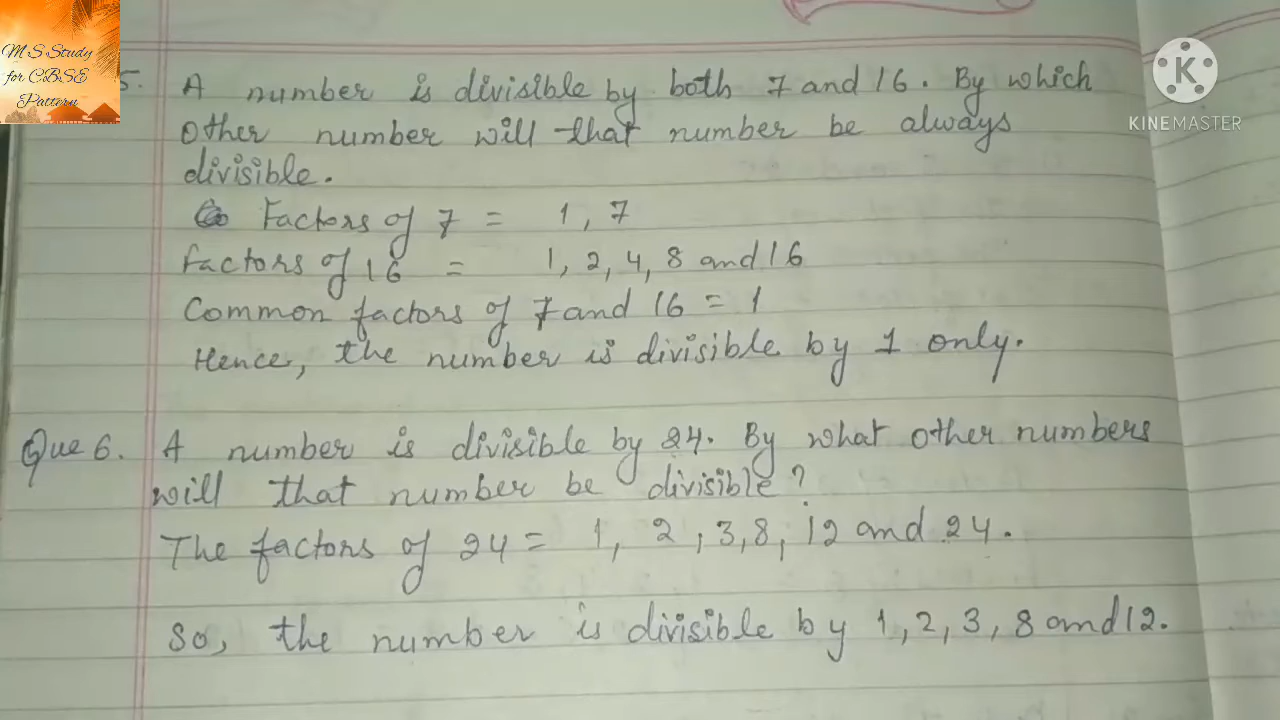 M S Study
for C.B.S.E
Pattern
K
KINEMASTER
5. A number is divisible by both 7 and 16. By which
other number will that number be always
divisible.
Factors of 7 = 1, 7
Factors of 16 = 1, 2, 4, 8 and 16
Common factors of 7 and 16 = 1
Hence, the number is divisible by 1 only.
Que 6. A number is divisible by 24. By what other numbers
will that number be divisible?
The factors of 24 = 1, 2, 3, 8, 12 and 24.
So, the number is divisible by 1, 2, 3, 8 and 12.